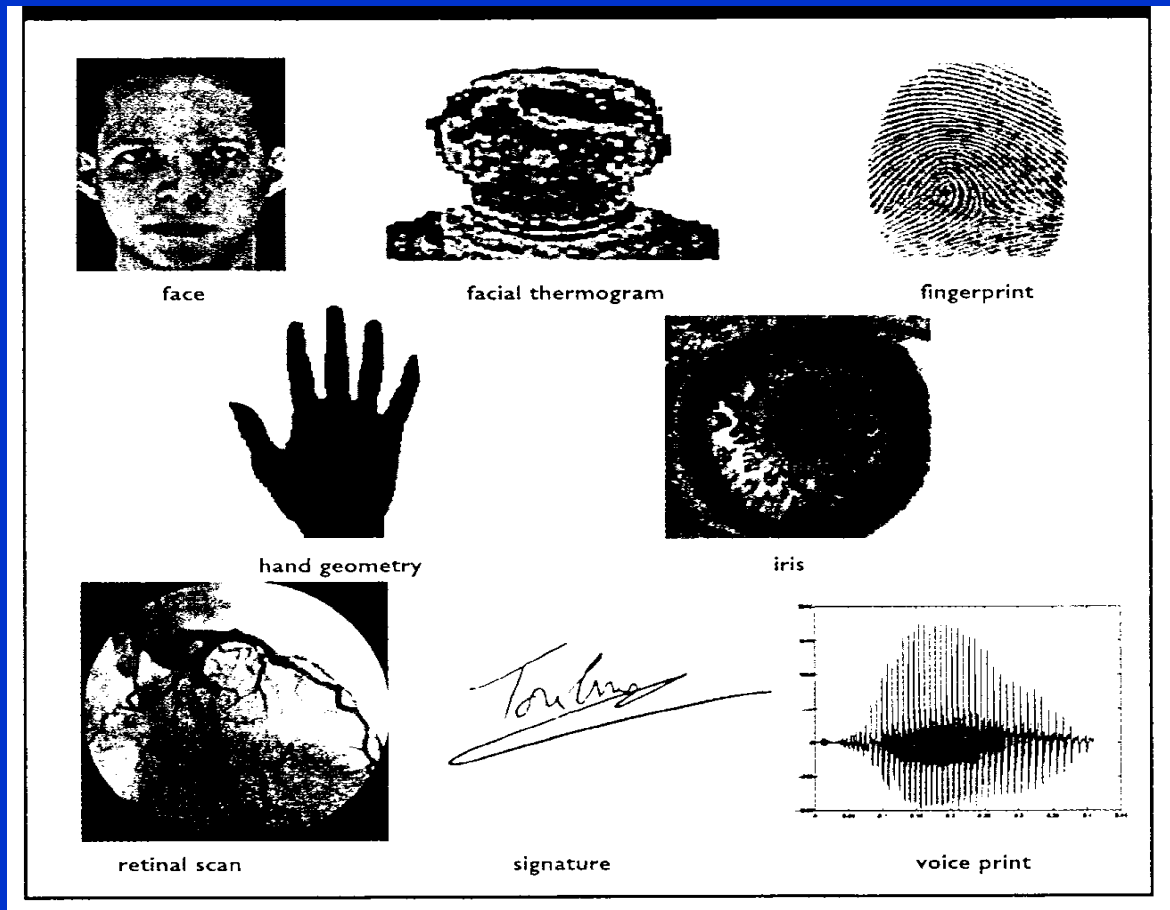 face
facial thermogram
fingerprint
hand geometry
iris
retinal scan
signature
voice print